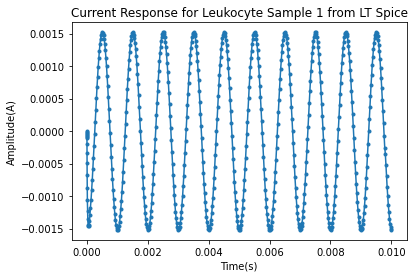 Current Response for Leukocyte Sample 1 from LT Spice
Amplitude(A)
0.0015
0.0010
0.0005
0.0000
−0.0005
−0.0010
−0.0015
0.000 0.002 0.004 0.006 0.008 0.010
Time(s)